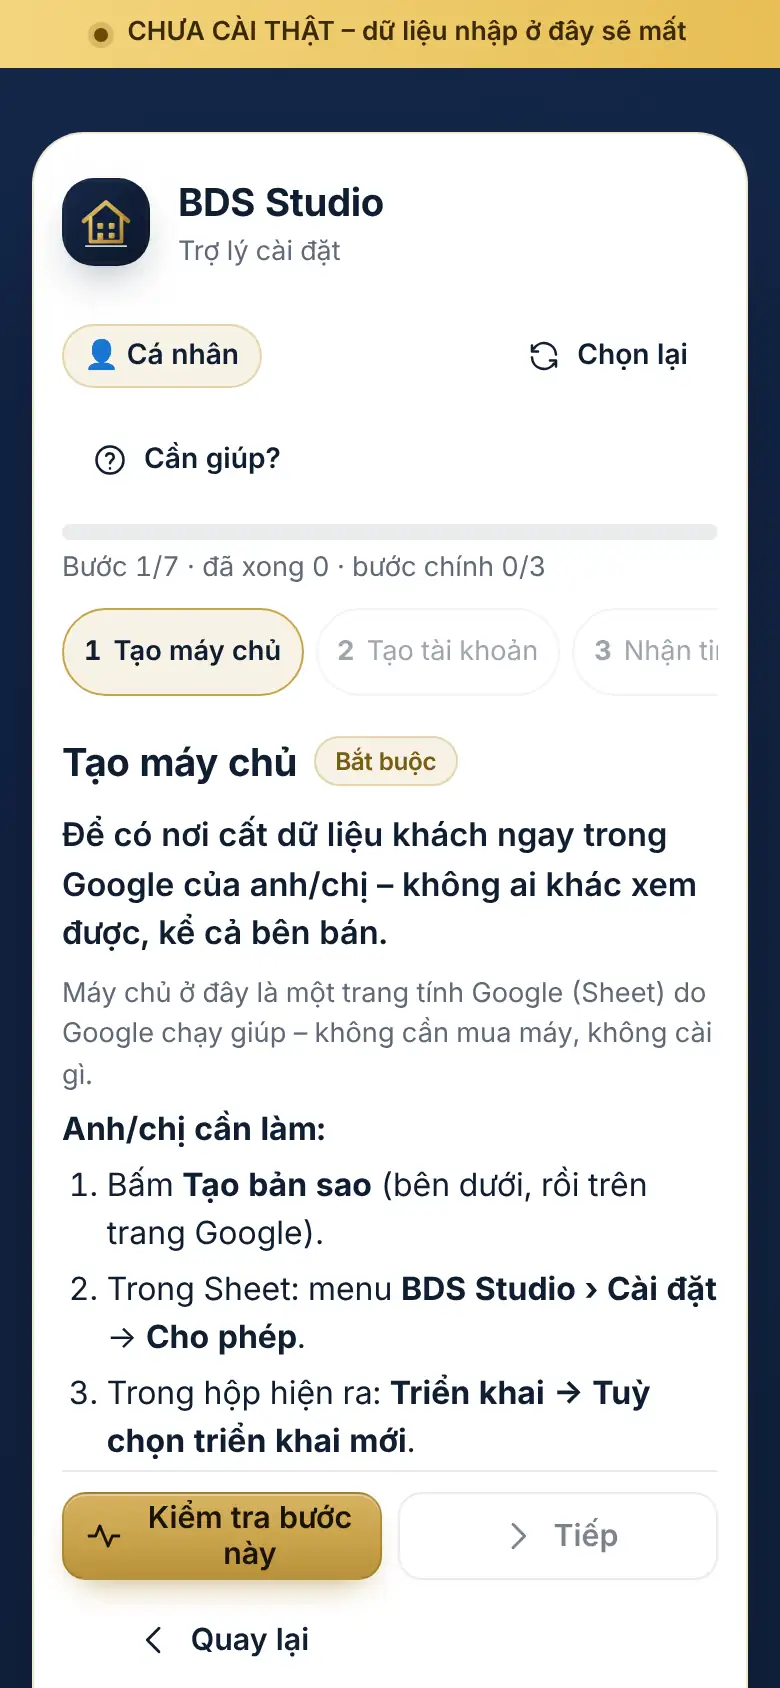 CHƯA CÀI THẬT – dữ liệu nhập ở đây sẽ mất
BDS Studio
Trợ lý cài đặt
Cá nhân
Chọn lại
Cần giúp?
Bước 1/7 · đã xong 0 · bước chính 0/3
1 Tạo máy chủ
2 Tạo tài khoản
3 Nhận
Tạo máy chủ
Bắt buộc
Để có nơi cất dữ liệu khách ngay trong
Google của anh/chị – không ai khác xem
được, kể cả bên bán.
Máy chủ ở đây là một trang tính Google (Sheet) do
Google chạy giúp – không cần mua máy, không cài
gì.
Anh/chị cần làm:
1. Bấm Tạo bản sao (bên dưới, rồi trên
trang Google).
2. Trong Sheet: menu BDS Studio › Cài đặt
→ Cho phép.
3. Trong hộp hiện ra: Triển khai → Tuỳ
chọn triển khai mới.
Kiểm tra bước
này
Tiếp
Quay lại